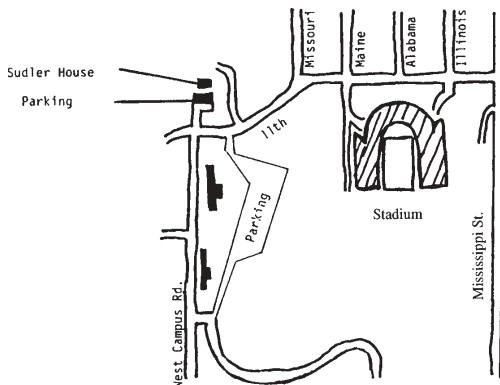 Missouri
Maine
Alabama
Illinois
Sudler House
Parking
11th
Parking
Stadium
Mississippi St.
West Campus Rd.